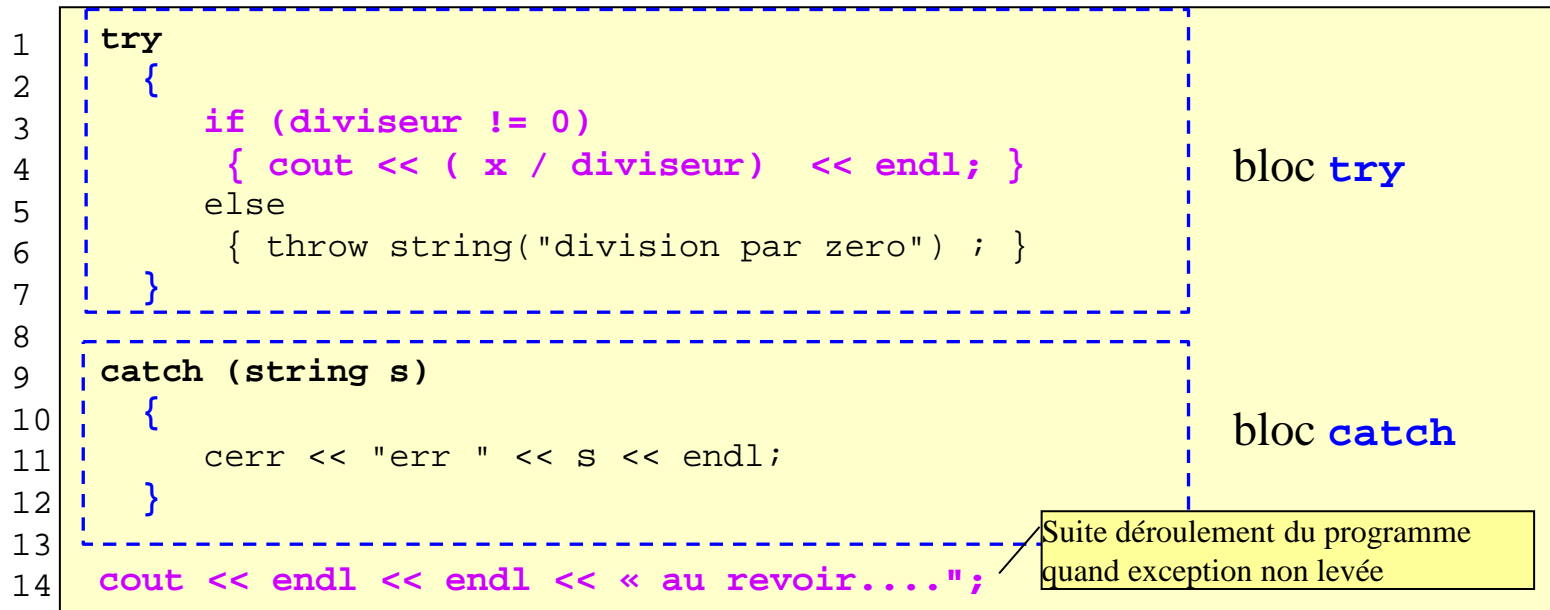 1 try
2 {
3 if (diviseur != 0)
4 { cout << ( x / diviseur) << endl; }
5 else
6 { throw string("division par zero") ; }
7 }
bloc try
8
9 catch (string s)
10 {
11 cerr << "err " << s << endl;
12 }
bloc catch
13
14 cout << endl << endl << « au revoir....";
Suite déroulement du programme
quand exception non levée